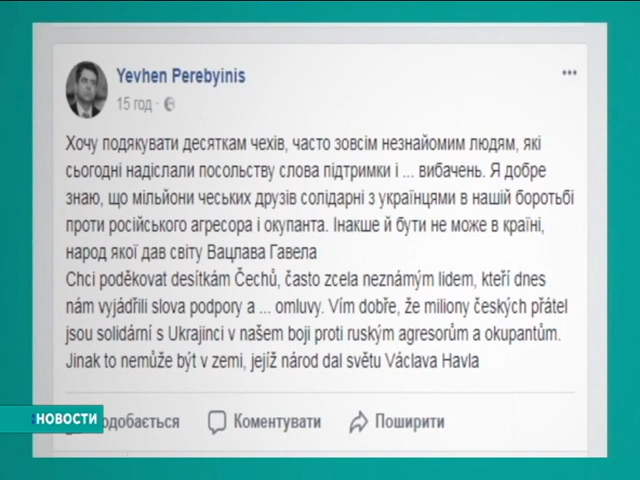 Yevhen Perebyinis
15 год ·
Хочу подякувати десяткам чехів, часто зовсім незнайомим людям, які
сьогодні надіслали посольству слова підтримки і ... вибачень. Я добре
знаю, що мільйони чеських друзів солідарні з українцями в нашій боротьбі
проти російського агресора і окупанта. Інакше й бути не може в країні,
народ якої дав світу Вацлава Гавела
Chci poděkovat desítkám Čechů, často zcela neznámým lidem, kteří dnes
nám vyjádřili slova podpory a ... omluvy. Vím dobře, že miliony českých přátel
jsou solidární s Ukrajinci v našem boji proti ruským agresorům a okupantům.
Jinak to nemůže být v zemi, jejíž národ dal světu Václava Havla
НОВОСТИ
одобається Коментувати Поширити